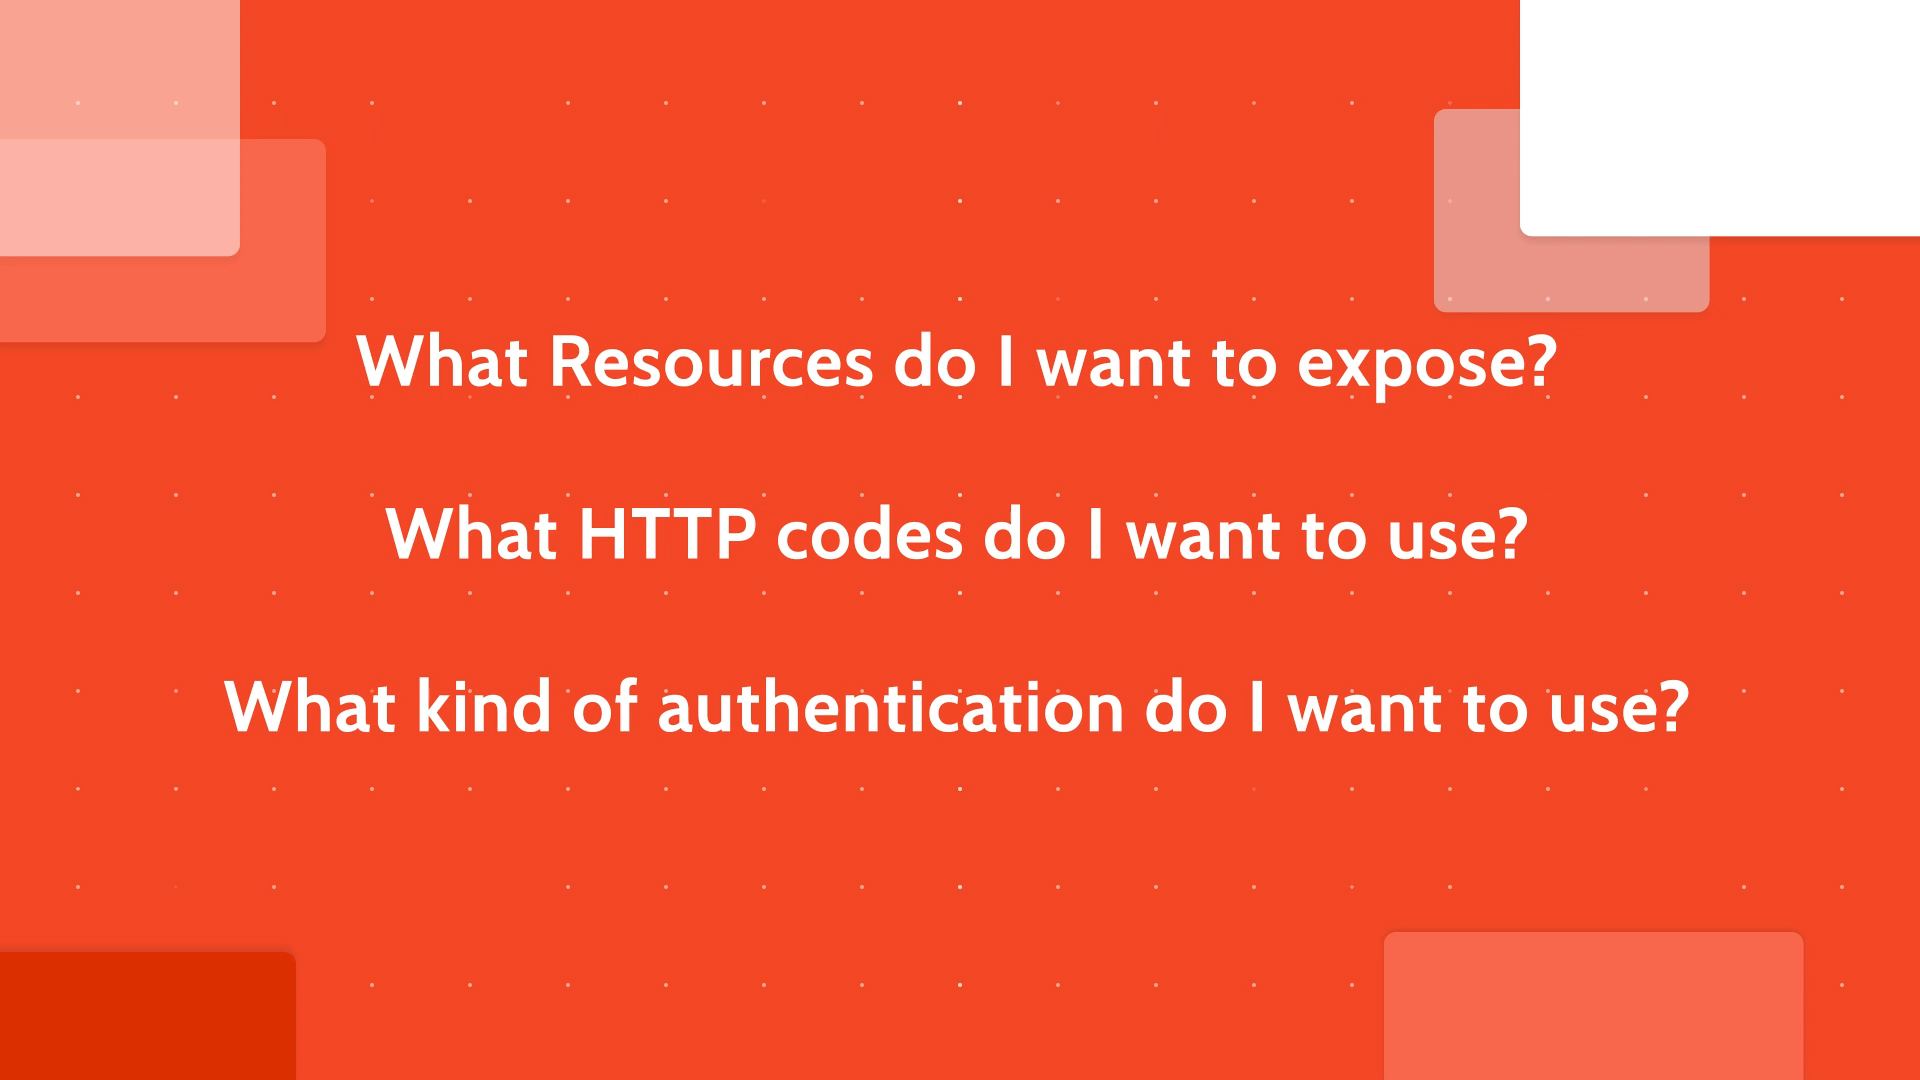 What Resources do I want to expose?
What HTTP codes do I want to use?
What kind of authentication do I want to use?